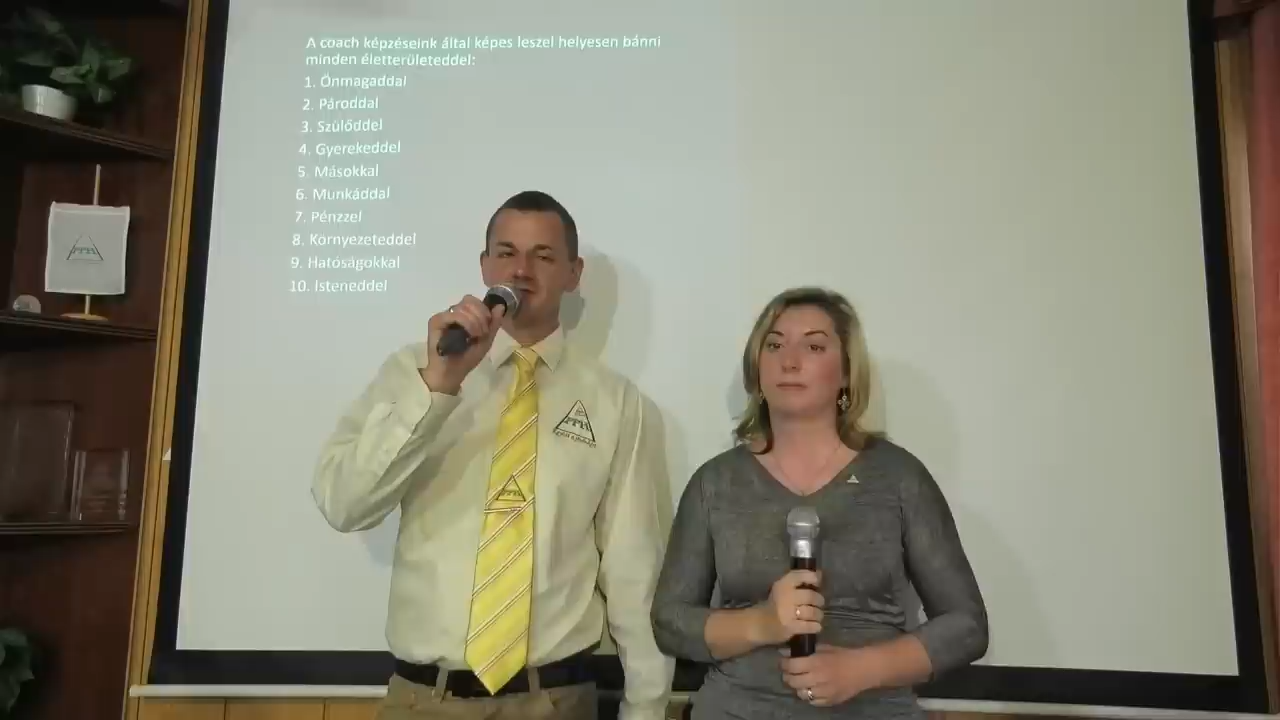 A coach képzéseink által képes leszel helyesen bánni
minden életterületeddel:
1. Önmagaddal
2. Pároddal
3. Szülőddel
4. Gyerekeddel
5. Másokkal
6. Munkáddal
7. Pénzzel
8. Környezeteddel
9. Hatóságokkal
10. Isteneddel